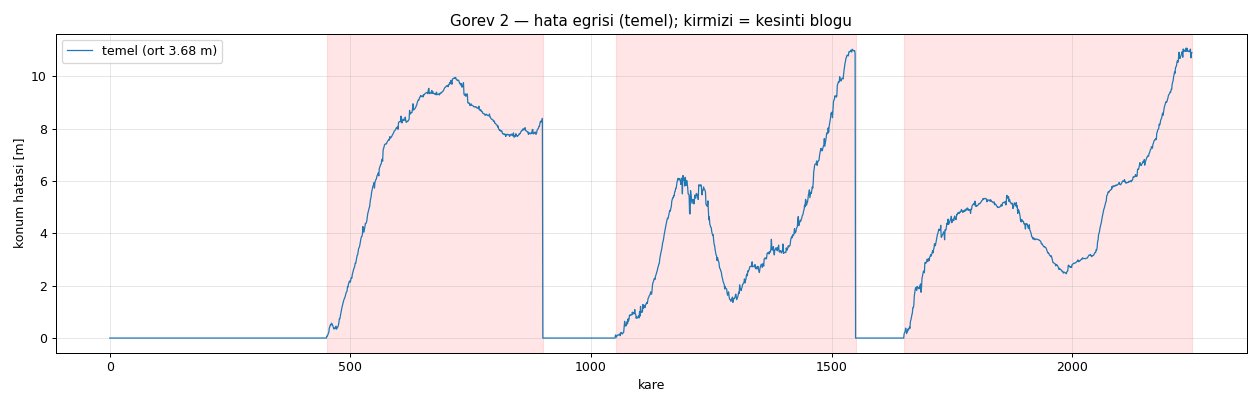 Gorev 2 — hata egrisi (temel); kirmizi = kesinti blogu
temel (ort 3.68 m)
konum hatasi [m]
10
8
6
4
2
0
0 500 1000 1500 2000
kare